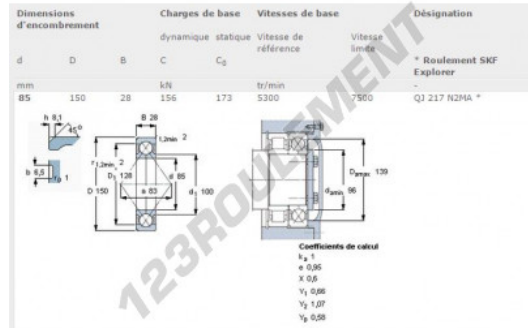 Dimensions d'encombrement Charges de base Vitesses de base Dèsignation
dynamique statique Vitesse de référence Vitesse limite
d D B C C0 * Roulement SKF Explorer
mm kN tr/min -
85 150 28 156 173 5300 7500 QJ 217 N2MA *
h 8,1
45°
b 6,5
r0 1
B 28
1,2min 2
r 1,2min 2
D 150
D1 128
a 83
d 85
d1 100
Damax 139
damin 96
Coefficients de calcul
ka 1
e 0,95
X 0,6
Y1 0,66
Y2 1,07
Y0 0,58
123ROULEMENT